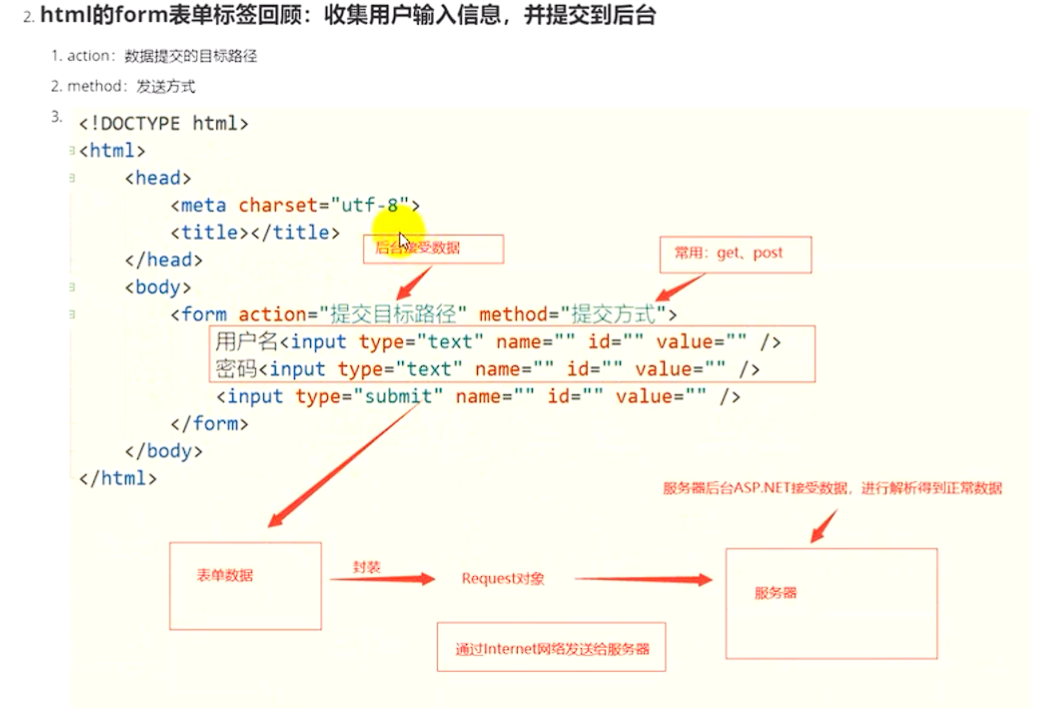 2. html的form表单标签回顾：收集用户输入信息，并提交到后台
1. action：数据提交的目标路径
2. method：发送方式
3.
<!DOCTYPE html>
<html>
<head>
<meta charset="utf-8">
<title></title>
后台接受数据
常用：get、post
</head>
<body>
<form action="提交目标路径" method="提交方式">
用户名<input type="text" name="" id="" value="" />
密码<input type="text" name="" id="" value="" />
<input type="submit" name="" id="" value="" />
</form>
</body>
</html>
服务器后台ASP.NET接受数据，进行解析得到正常数据
表单数据
封装
Request对象
服务器
通过Internet网络发送给服务器